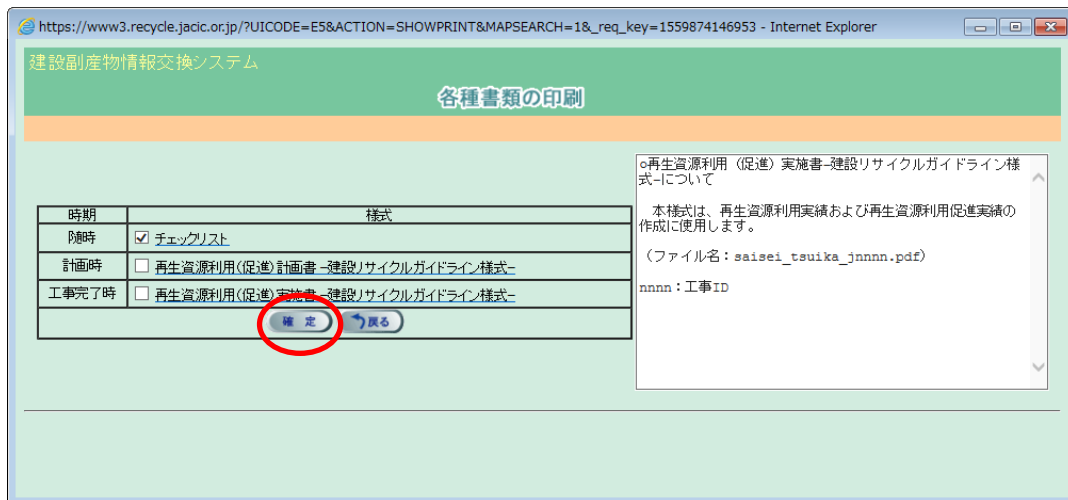 https://www3.recycle.jacic.or.jp/?UICODE=E5&ACTION=SHOWPRINT&MAPSEARCH=1&_req_key=1559874146953 - Internet Explorer
建設副産物情報交換システム
各種書類の印刷
時期 様式
随時 チェックリスト
計画時 再生資源利用(促進)計画書 −建設リサイクルガイドライン様式−
工事完了時 再生資源利用(促進)実施書 −建設リサイクルガイドライン様式−
確 定 戻る
○再生資源利用（促進）実施書−建設リサイクルガイドライン様
式−について
本様式は、再生資源利用実績および再生資源利用促進実績の
作成に使用します。
（ファイル名：saisei_tsuika_jnnnn.pdf）
nnnn：工事ID